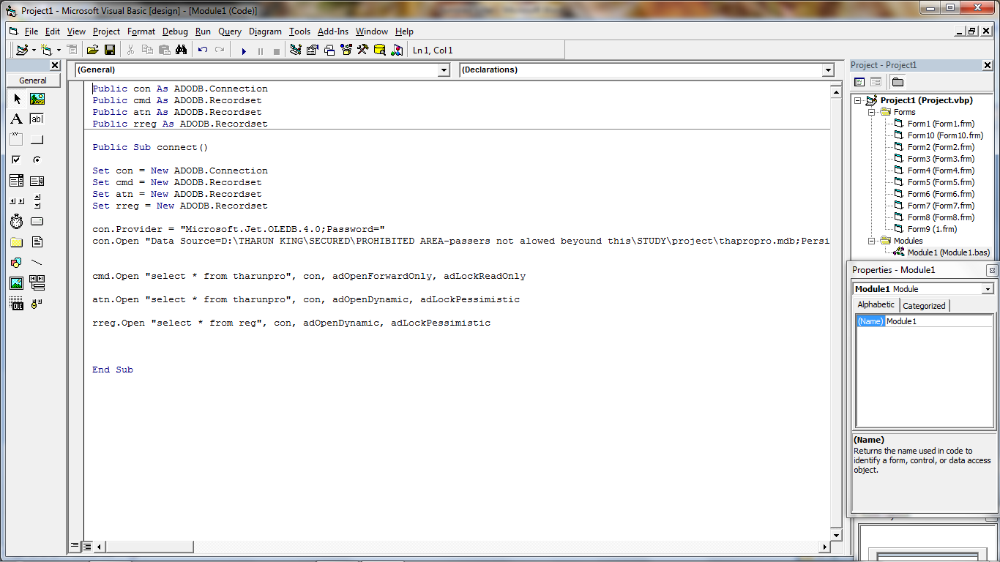 Project1 - Microsoft Visual Basic [design] - [Module1 (Code)]
File Edit View Project Format Debug Run Query Diagram Tools Add-Ins Window Help
Ln 1, Col 1
General
(General)
(Declarations)
Public con As ADODB.Connection
Public cmd As ADODB.Recordset
Public atn As ADODB.Recordset
Public rreg As ADODB.Recordset
Public Sub connect()
Set con = New ADODB.Connection
Set cmd = New ADODB.Recordset
Set atn = New ADODB.Recordset
Set rreg = New ADODB.Recordset
con.Provider = "Microsoft.Jet.OLEDB.4.0;Password="
con.Open "Data Source=D:\THARUN KING\SECURED\PROHIBITED AREA-passers not alowed beyound this\STUDY\project\thapropro.mdb;Persi
cmd.Open "select * from tharunpro", con, adOpenForwardOnly, adLockReadOnly
atn.Open "select * from tharunpro", con, adOpenDynamic, adLockPessimistic
rreg.Open "select * from reg", con, adOpenDynamic, adLockPessimistic
End Sub
Project - Project1
Project1 (Project.vbp)
Forms
Form1 (Form1.frm)
Form10 (Form10.frm)
Form2 (Form2.frm)
Form3 (Form3.frm)
Form4 (Form4.frm)
Form5 (Form5.frm)
Form6 (Form6.frm)
Form7 (Form7.frm)
Form8 (Form8.frm)
Form9 (1.frm)
Modules
Module1 (Module1.bas)
Properties - Module1
Module1 Module
Alphabetic Categorized
(Name) Module1
(Name)
Returns the name used in code to
identify a form, control, or data access
object.